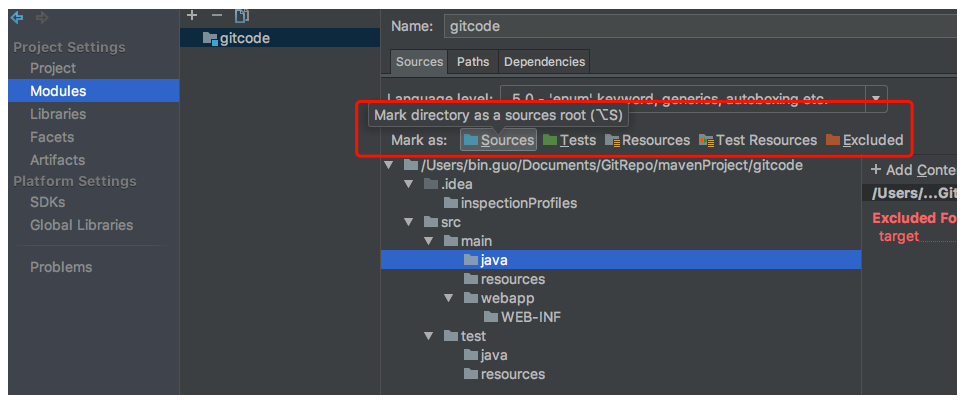 Project Settings
Project
Modules
Libraries
Facets
Artifacts
Platform Settings
SDKs
Global Libraries
Problems
gitcode
Name: gitcode
Sources Paths Dependencies
Language level: 5.0 - 'enum' keyword, generics, autoboxing etc.
Mark directory as a sources root (⌥S)
Mark as: Sources Tests Resources Test Resources Excluded
/Users/bin.guo/Documents/GitRepo/mavenProject/gitcode
.idea
inspectionProfiles
src
main
java
resources
webapp
WEB-INF
test
java
resources
+ Add Conte
/Users/...Git
Excluded Fo
target